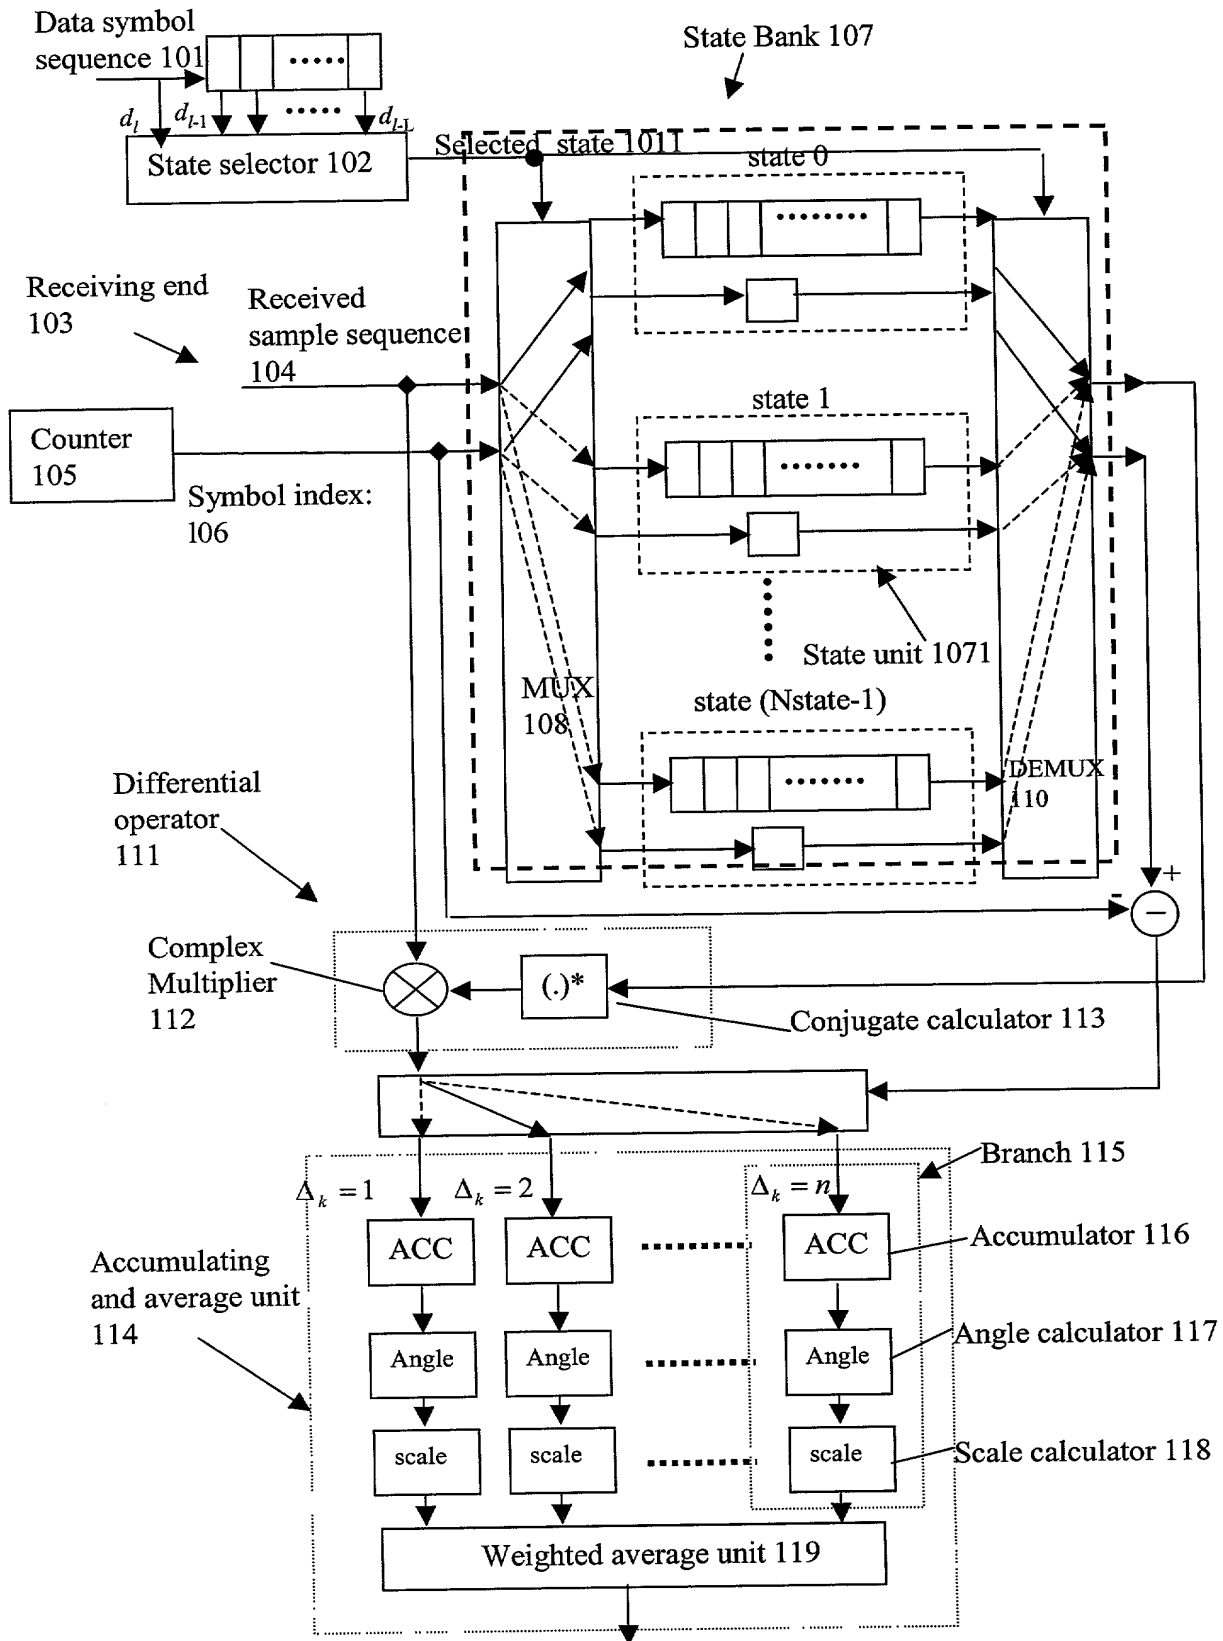 Data symbol
sequence 101
State Bank 107
d_l
d_{l-1}
d_{l-L}
State selector 102
Selected state 1011
state 0
Receiving end
103
Received
sample sequence
104
Counter
105
Symbol index:
l06
state 1
State unit 1071
MUX
108
state (Nstate-1)
DEMUX
110
Differential
operator
111
+
-
−
Complex
Multiplier
112
(.)*
Conjugate calculator 113
Branch 115
Δ_k = 1
Δ_k = 2
Δ_k = n
ACC
ACC
ACC
Accumulator 116
Accumulating
and average unit
114
Angle
Angle
Angle
Angle calculator 117
scale
scale
scale
Scale calculator 118
Weighted average unit 119